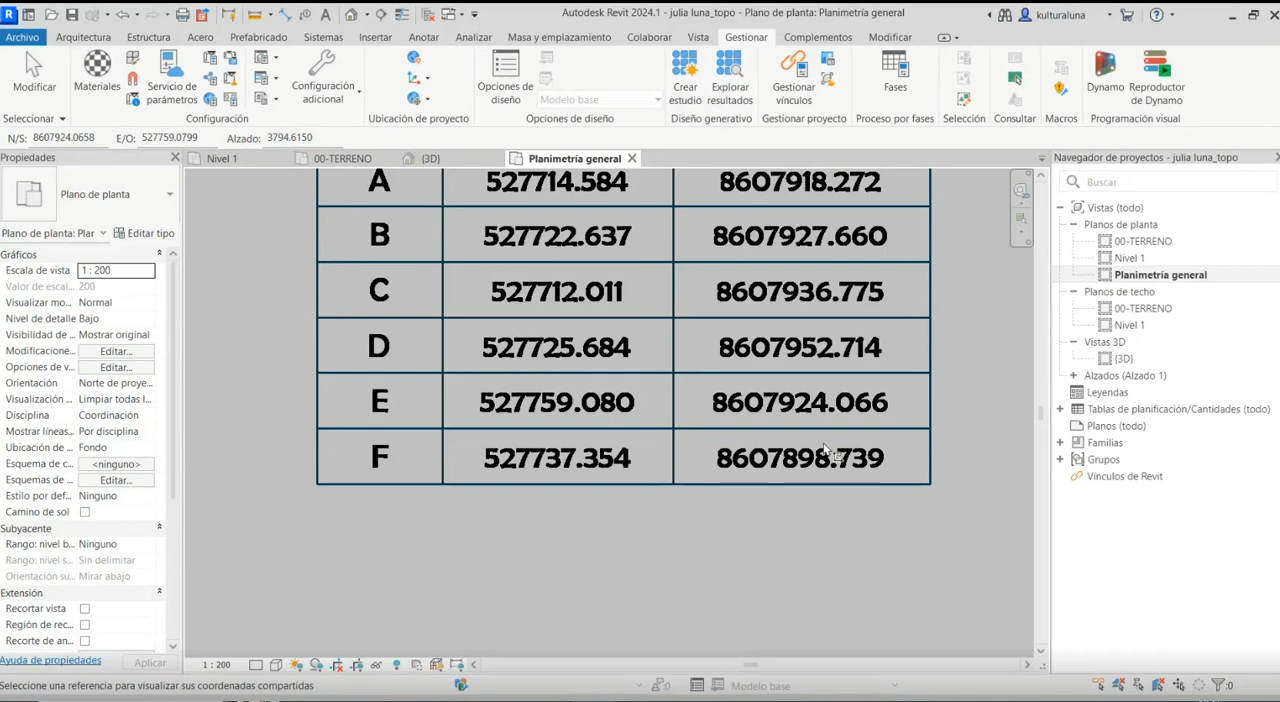 Autodesk Revit 2024.1 - julia luna_topo - Plano de planta: Planimetría general
kulturaluna
Archivo Arquitectura Estructura Acero Prefabricado Sistemas Insertar Anotar Analizar Masa y emplazamiento Colaborar Vista Gestionar Complementos Modificar
Modificar
Materiales
Servicio de parámetros
Configuración adicional
Opciones de diseño
Modelo base
Crear estudio
Explorar resultados
Gestionar vínculos
Fases
Dynamo
Reproductor de Dynamo
Seleccionar
Configuración
Ubicación de proyecto
Opciones de diseño
Diseño generativo
Gestionar proyecto
Proceso por fases
Selección
Consultar
Macros
Programación visual
N/S: 8607924.0658 E/O: 527759.0799 Alzado: 3794.6150
Propiedades
Nivel 1 00-TERRENO {3D} Planimetría general
Plano de planta
Plano de planta: Plar Editar tipo
Gráficos
Escala de vista 1 : 200
Valor de escal... 200
Visualizar mo... Normal
Nivel de detalle Bajo
Visibilidad de ... Mostrar original
Modificacione... Editar...
Opciones de v... Editar...
Orientación Norte de proye...
Visualización ... Limpiar todas l...
Disciplina Coordinación
Mostrar líneas... Por disciplina
Ubicación de ... Fondo
Esquema de c... <ninguno>
Esquemas de ... Editar...
Estilo por def... Ninguno
Camino de sol
Subyacente
Rango: nivel b... Ninguno
Rango: nivel s... Sin delimitar
Orientación su... Mirar abajo
Extensión
Recortar vista
Región de rec...
Recorte de an...
Ayuda de propiedades Aplicar
A 527714.584 8607918.272
B 527722.637 8607927.660
C 527712.011 8607936.775
D 527725.684 8607952.714
E 527759.080 8607924.066
F 527737.354 8607898.739
Navegador de proyectos - julia luna_topo
Buscar
Vistas (todo)
Planos de planta
00-TERRENO
Nivel 1
Planimetría general
Planos de techo
00-TERRENO
Nivel 1
Vistas 3D
{3D}
Alzados (Alzado 1)
Leyendas
Tablas de planificación/Cantidades (todo)
Planos (todo)
Familias
Grupos
Vínculos de Revit
1 : 200
Seleccione una referencia para visualizar sus coordenadas compartidas
:0
Modelo base
:0